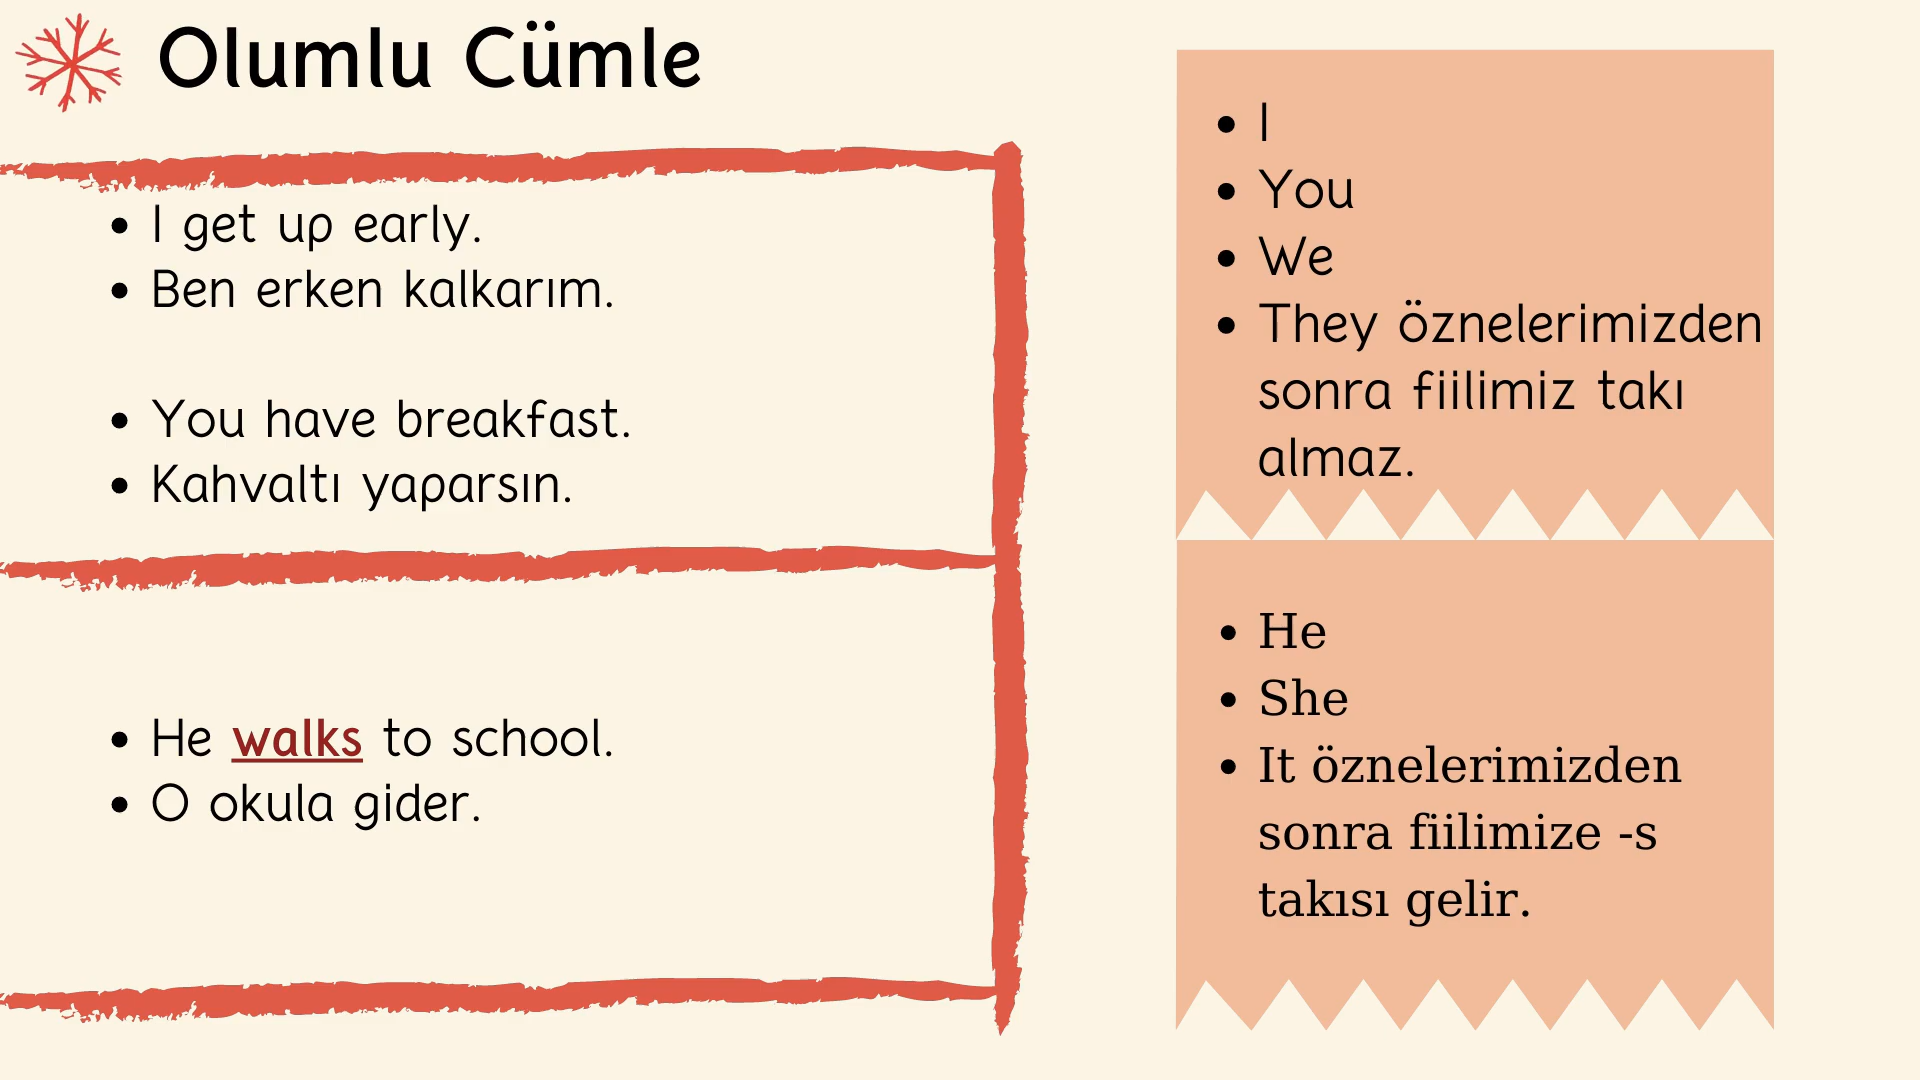 Olumlu Cümle
I get up early.
Ben erken kalkarım.
You have breakfast.
Kahvaltı yaparsın.
He walks to school.
O okula gider.
I
You
We
They öznelerimizden
sonra fiilimiz takı
almaz.
He
She
It öznelerimizden
sonra fiilimize -s
takısı gelir.